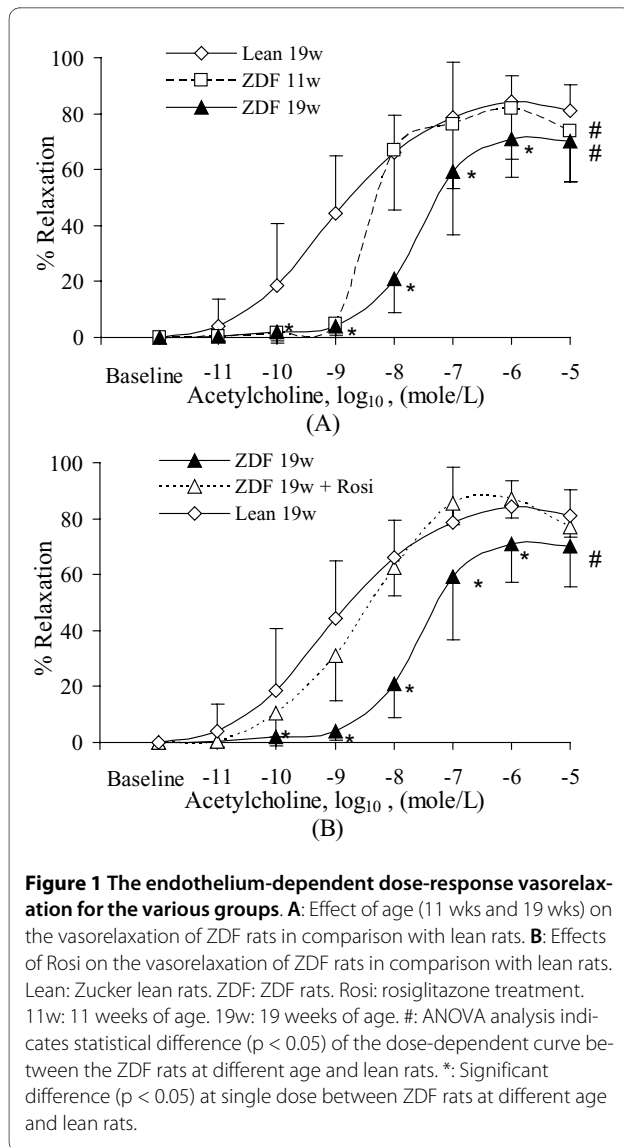 100
80
60
40
20
0
% Relaxation
Lean 19w
ZDF 11w
ZDF 19w
*
*
*
*
*
#
#
Baseline -11 -10 -9 -8 -7 -6 -5
Acetylcholine, log10 , (mole/L)
(A)
100
80
60
40
20
0
% Relaxation
ZDF 19w
ZDF 19w + Rosi
Lean 19w
*
*
*
*
*
#
Baseline -11 -10 -9 -8 -7 -6 -5
Acetylcholine, log10 , (mole/L)
(B)
Figure 1 The endothelium-dependent dose-response vasorelax-
ation for the various groups. A: Effect of age (11 wks and 19 wks) on
the vasorelaxation of ZDF rats in comparison with lean rats. B: Effects
of Rosi on the vasorelaxation of ZDF rats in comparison with lean rats.
Lean: Zucker lean rats. ZDF: ZDF rats. Rosi: rosiglitazone treatment.
11w: 11 weeks of age. 19w: 19 weeks of age. #: ANOVA analysis indi-
cates statistical difference (p < 0.05) of the dose-dependent curve be-
tween the ZDF rats at different age and lean rats. *: Significant
difference (p < 0.05) at single dose between ZDF rats at different age
and lean rats.